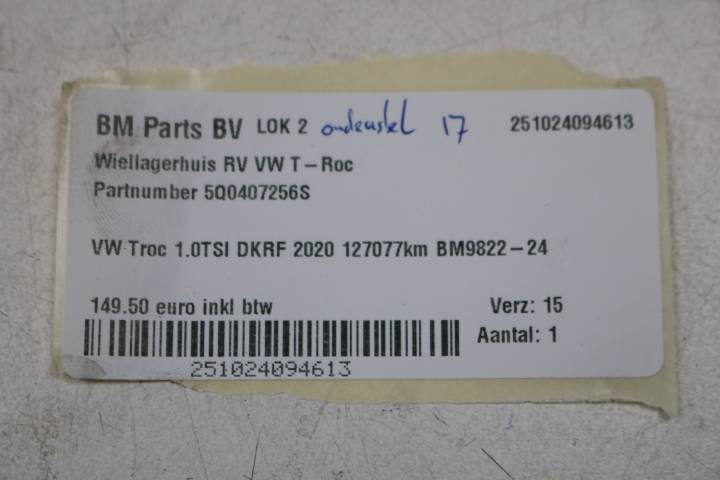 BM Parts BV LOK 2 onderstel 17 251024094613
Wiellagerhuis RV VW T-Roc
Partnumber 5Q0407256S
VW Troc 1.0TSI DKRF 2020 127077km BM9822-24
149.50 euro inkl btw Verz: 15
Aantal: 1
251024094613